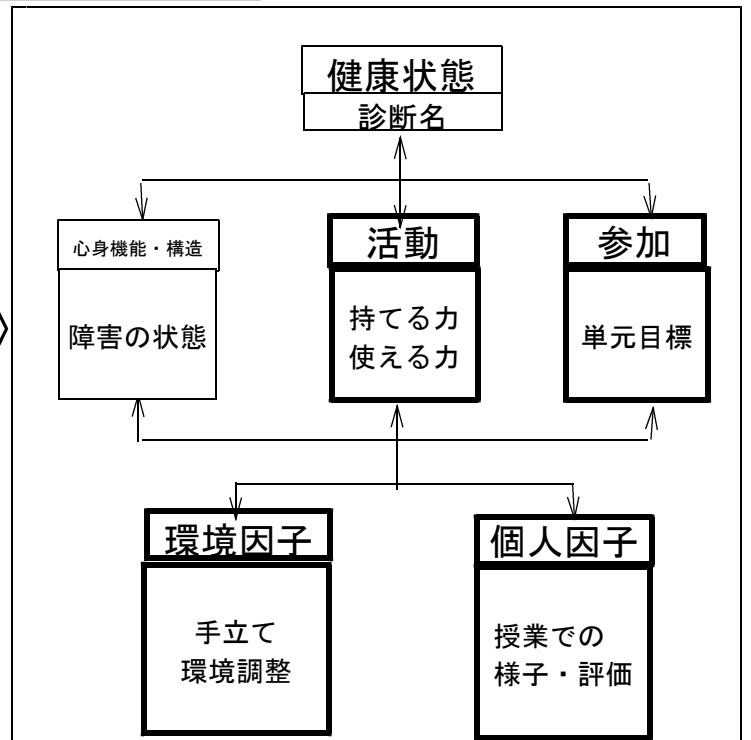 健康状態
診断名
心身機能・構造
障害の状態
活動
持てる力
使える力
参加
単元目標
環境因子
手立て
環境調整
個人因子
授業での
様子・評価